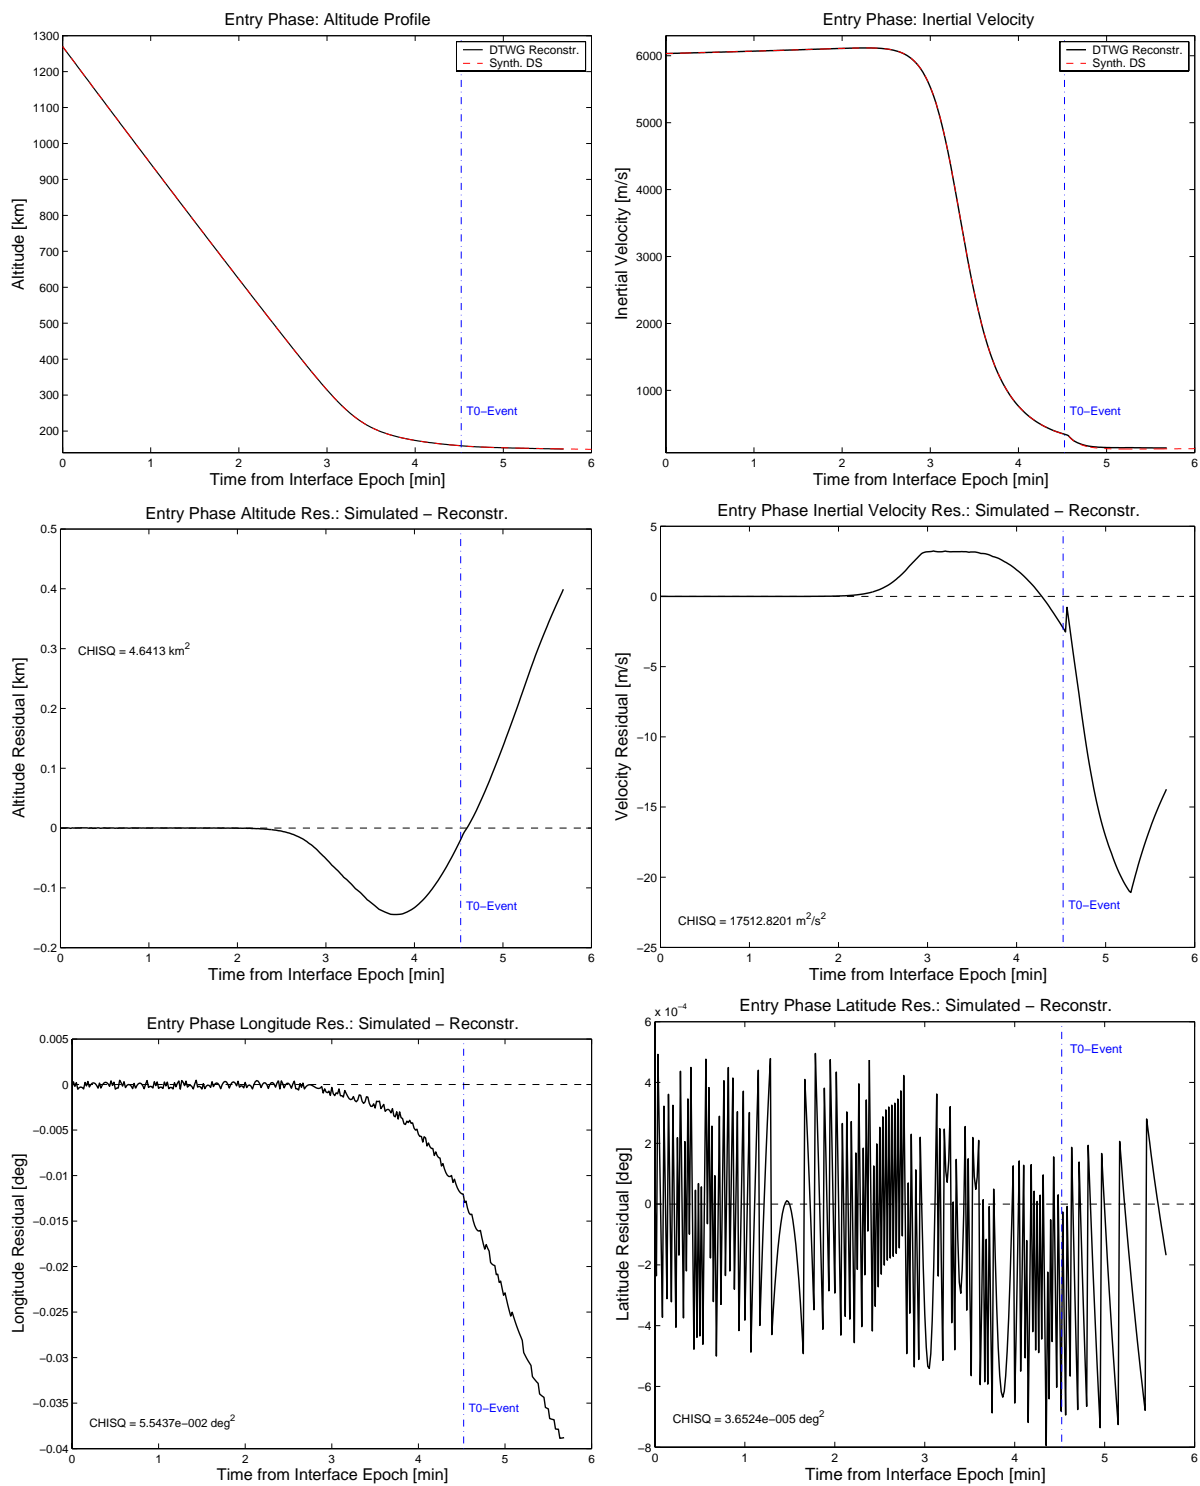 Entry Phase: Altitude Profile
1300
1200
1100
1000
900
800
700
600
500
400
300
200
Altitude [km]
DTWG Reconstr.
Synth. DS
T0−Event
0 1 2 3 4 5 6
Time from Interface Epoch [min]
Entry Phase: Inertial Velocity
6000
5000
4000
3000
2000
1000
Inertial Velocity [m/s]
DTWG Reconstr.
Synth. DS
T0−Event
0 1 2 3 4 5 6
Time from Interface Epoch [min]
Entry Phase Altitude Res.: Simulated − Reconstr.
0.5
0.4
0.3
0.2
0.1
0
−0.1
−0.2
Altitude Residual [km]
CHISQ = 4.6413 km²
T0−Event
0 1 2 3 4 5 6
Time from Interface Epoch [min]
Entry Phase Inertial Velocity Res.: Simulated − Reconstr.
5
0
−5
−10
−15
−20
−25
Velocity Residual [m/s]
T0−Event
CHISQ = 17512.8201 m²/s²
0 1 2 3 4 5 6
Time from Interface Epoch [min]
Entry Phase Longitude Res.: Simulated − Reconstr.
0.005
0
−0.005
−0.01
−0.015
−0.02
−0.025
−0.03
−0.035
−0.04
Longitude Residual [deg]
T0−Event
CHISQ = 5.5437e−002 deg²
0 1 2 3 4 5 6
Time from Interface Epoch [min]
Entry Phase Latitude Res.: Simulated − Reconstr.
x 10⁻⁴
6
4
2
0
−2
−4
−6
−8
Latitude Residual [deg]
T0−Event
CHISQ = 3.6524e−005 deg²
0 1 2 3 4 5 6
Time from Interface Epoch [min]